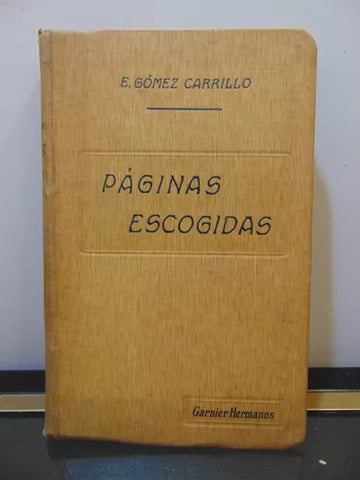 E. GÓMEZ CARRILLO
PÁGINAS
ESCOGIDAS
Garnier Hermanos